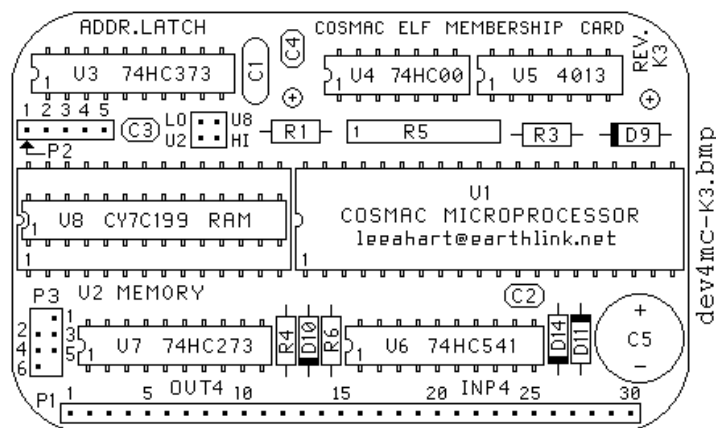 ADDR.LATCH
COSMAC ELF MEMBERSHIP CARD
REV. K3
U3 74HC373
1
C1
C4
U4 74HC00
1
U5 4013
1
1 2 3 4 5
P2
C3
LO U8
U2 HI
R1
1 R5
R3
D9
U8 CY7C199 RAM
1
1
U1
COSMAC MICROPROCESSOR
leeahart@earthlink.net
1
U2 MEMORY
C2
P3
1
2 3
4 5
6
U7 74HC273
1
R4
D10
R6
U6 74HC541
1
D14
D11
+
C5
−
OUT4
INP4
P1 1 5 10 15 20 25 30
dev4mc-K3.bmp